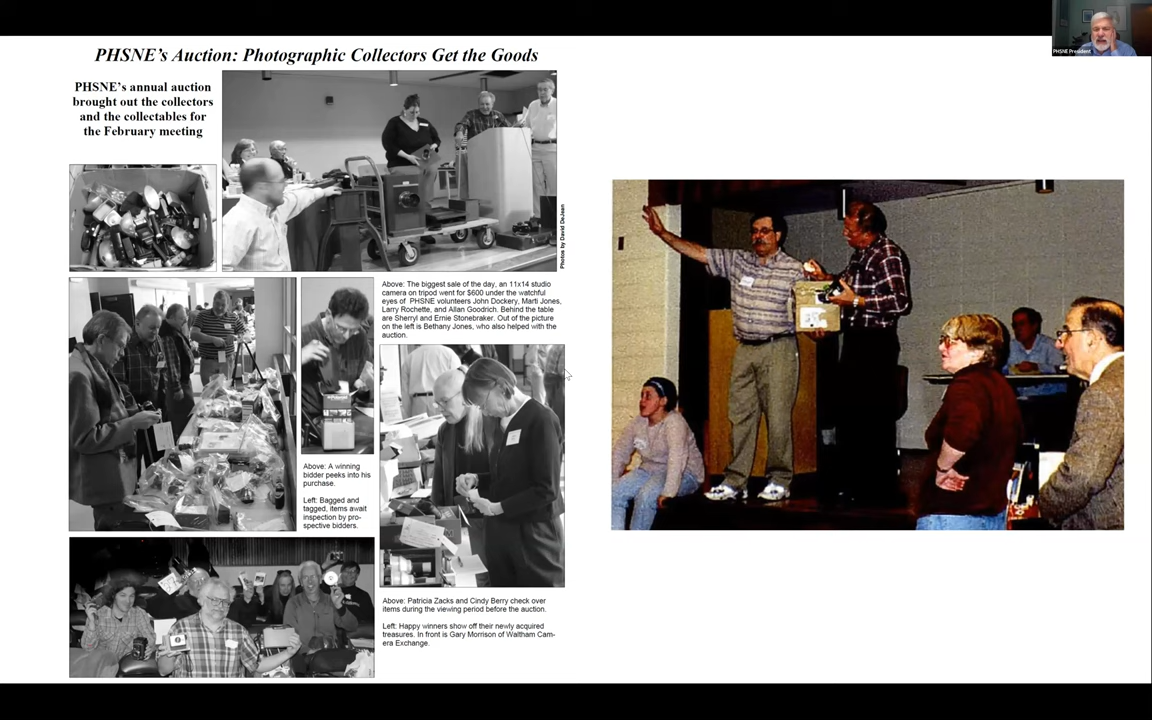 PHSNE President
PHSNE's Auction: Photographic Collectors Get the Goods
PHSNE's annual auction
brought out the collectors
and the collectables for
the February meeting
Photos by David DeJean
Above: The biggest sale of the day, an 11x14 studio
camera on tripod went for $600 under the watchful
eyes of PHSNE volunteers John Dockery, Marti Jones,
Larry Rochette, and Allan Goodrich. Behind the table
are Sherryl and Ernie Stonebraker. Out of the picture
on the left is Bethany Jones, who also helped with the
auction.
Above: A winning
bidder peeks into his
purchase.
Left: Bagged and
tagged, items await
inspection by pro-
spective bidders.
Above: Patricia Zacks and Cindy Berry check over
items during the viewing period before the auction.
Left: Happy winners show off their newly acquired
treasures. In front is Gary Morrison of Waltham Cam-
era Exchange.